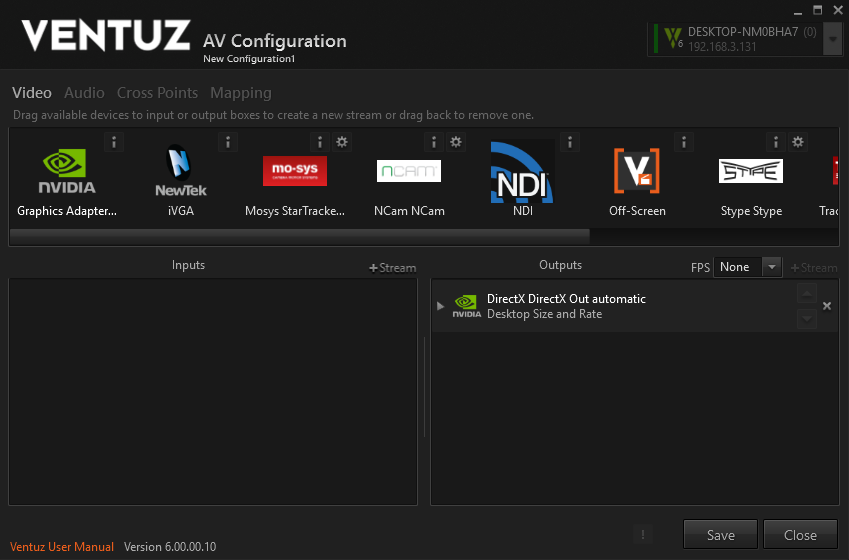 VENTUZ AV Configuration
New Configuration1
DESKTOP-NM0BHA7 (0)
6 192.168.3.131
Video Audio Cross Points Mapping
Drag available devices to input or output boxes to create a new stream or drag back to remove one.
NVIDIA NewTek mo-sys ncam NDI STYPE
Graphics Adapter... iVGA Mosys StarTracke... NCam NCam NDI Off-Screen Stype Stype Trac
Inputs +Stream Outputs FPS None +Stream
DirectX DirectX Out automatic
NVIDIA Desktop Size and Rate
Save Close
Ventuz User Manual Version 6.00.00.10